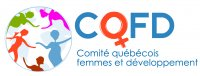 CQFD
Comité québécois
femmes et développement